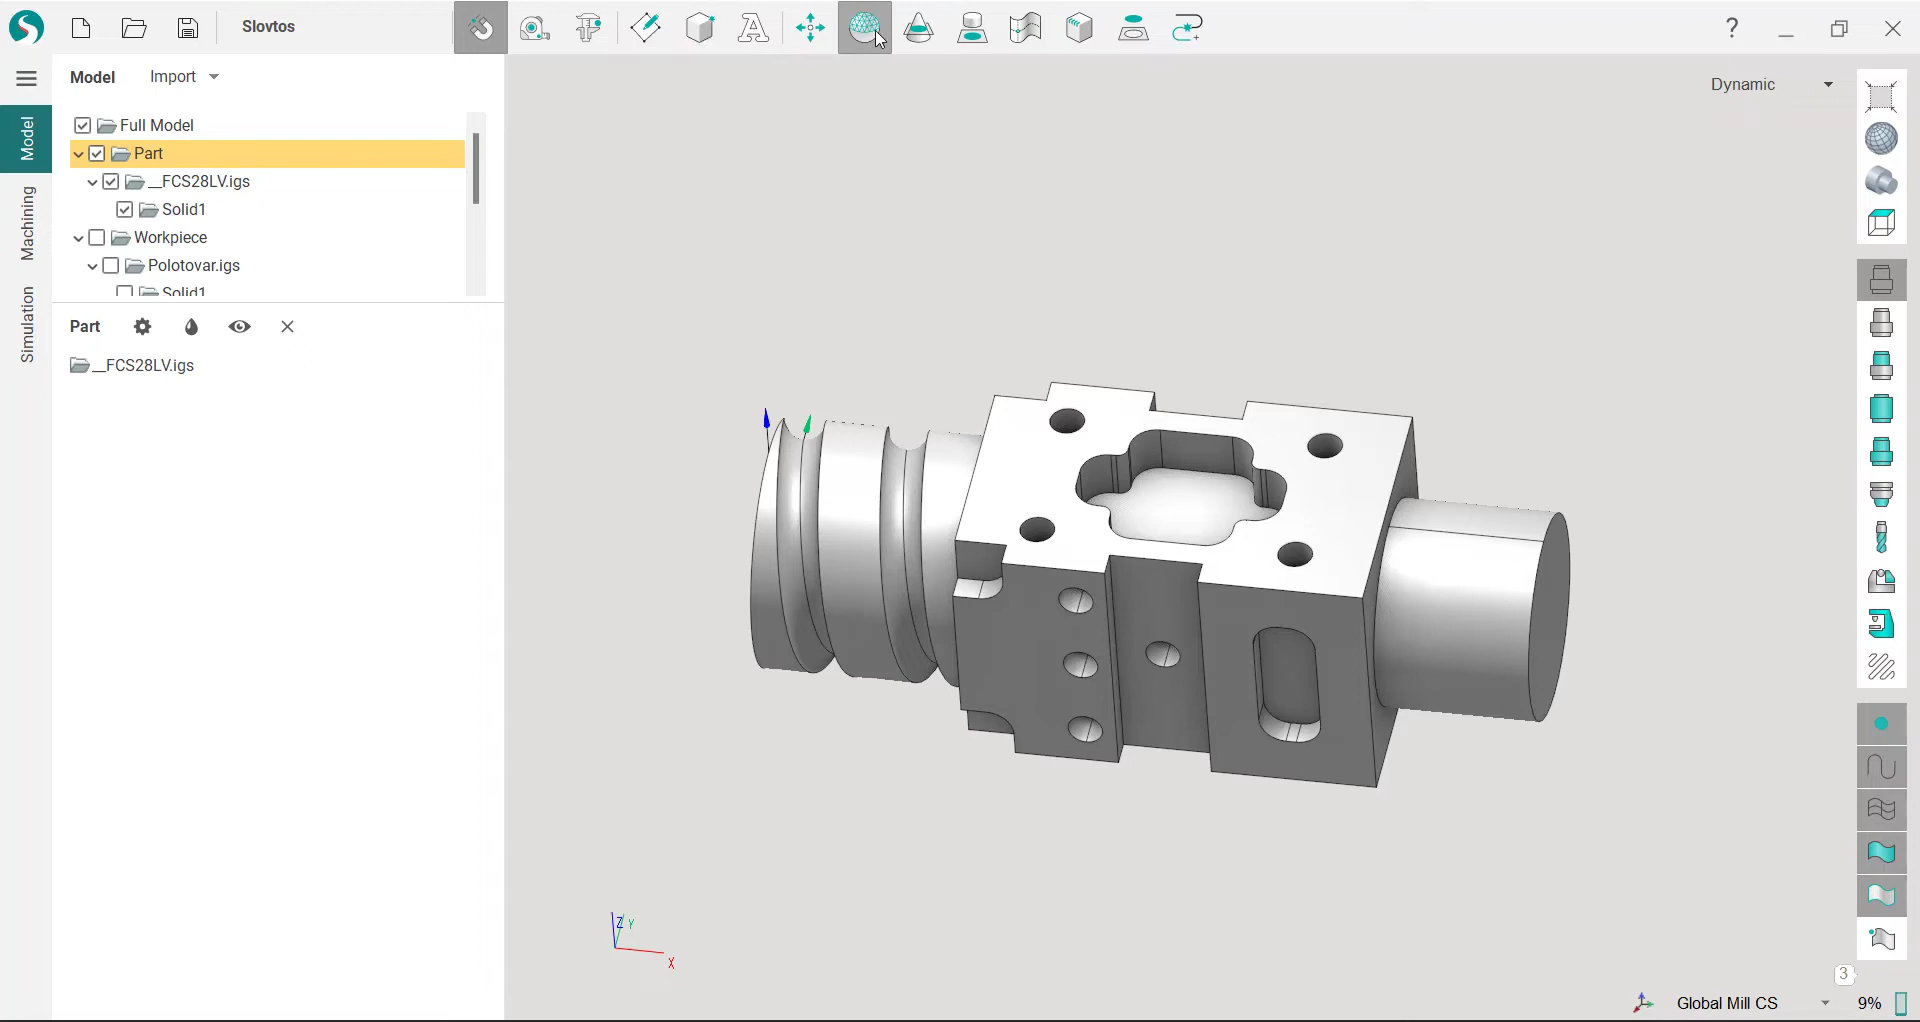 Slovtos
?
Model
Import
Dynamic
Full Model
Part
__FCS28LV.igs
Solid1
Workpiece
Polotovar.igs
Solid1
Model
Machining
Simulation
Part
__FCS28LV.igs
Z
Y
X
3
Global Mill CS
9%